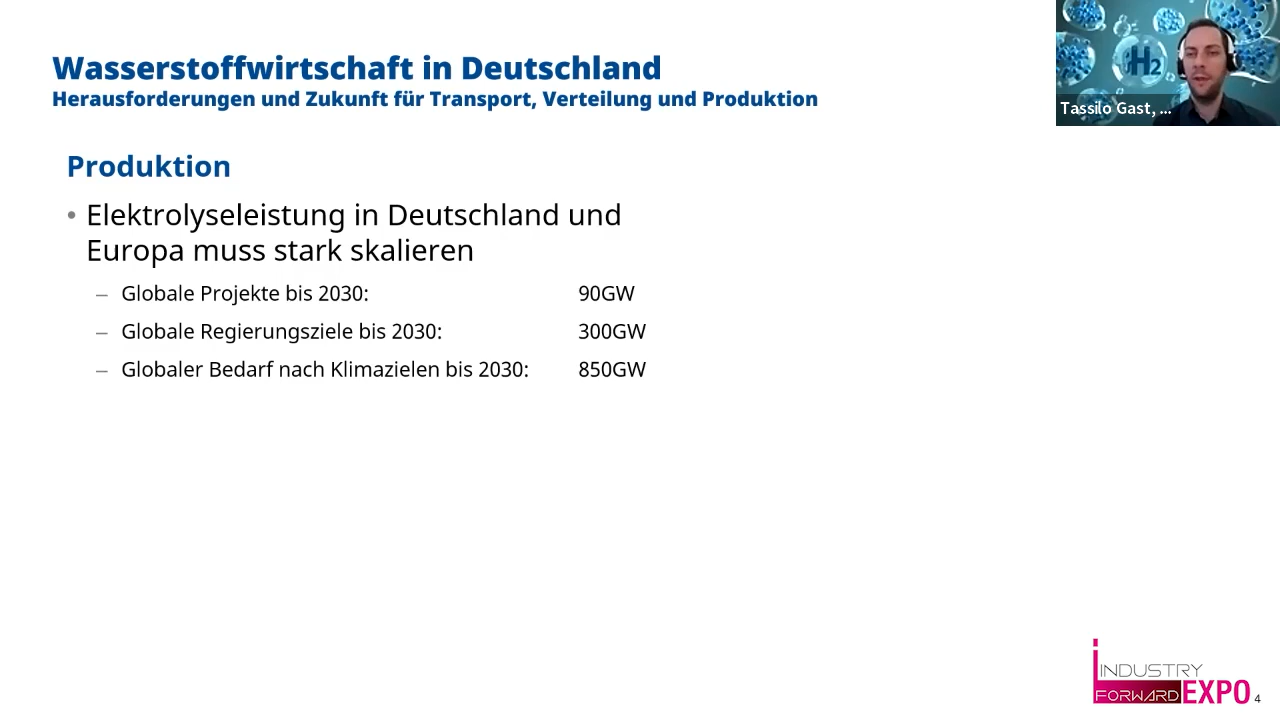 Wasserstoffwirtschaft in Deutschland
Herausforderungen und Zukunft für Transport, Verteilung und Produktion
H2
Tassilo Gast, ...
Produktion
• Elektrolyseleistung in Deutschland und
Europa muss stark skalieren
– Globale Projekte bis 2030: 90GW
– Globale Regierungsziele bis 2030: 300GW
– Globaler Bedarf nach Klimazielen bis 2030: 850GW
INDUSTRY
FORWARD EXPO
4